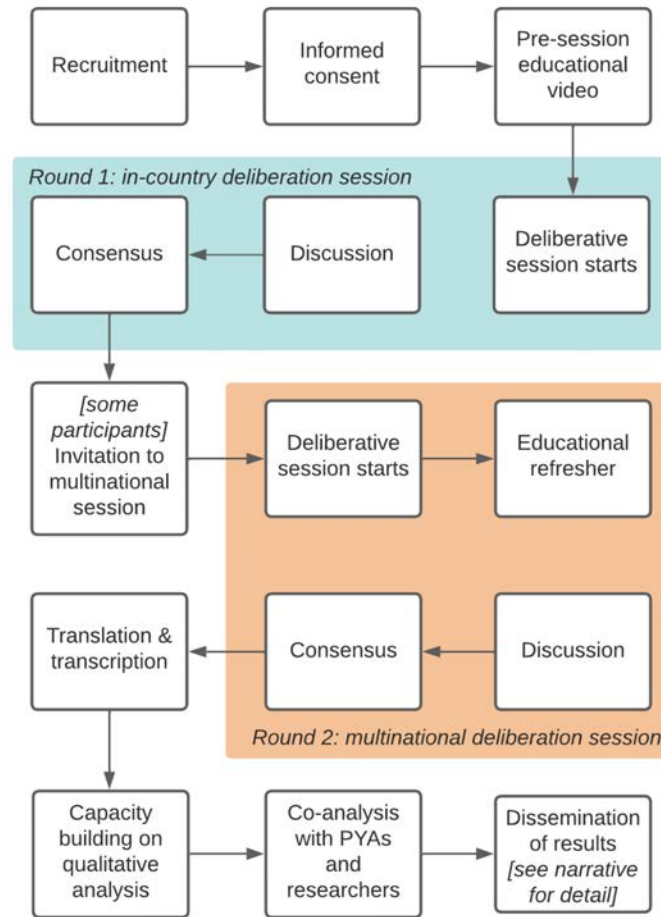 Recruitment
Informed
consent
Pre-session
educational
video
Round 1: in-country deliberation session
Deliberative
session starts
Discussion
Consensus
[some
participants]
Invitation to
multinational
session
Deliberative
session starts
Educational
refresher
Discussion
Consensus
Round 2: multinational deliberation session
Translation &
transcription
Capacity
building on
qualitative
analysis
Co-analysis
with PYAs
and
researchers
Dissemination
of results
[see narrative
for detail]